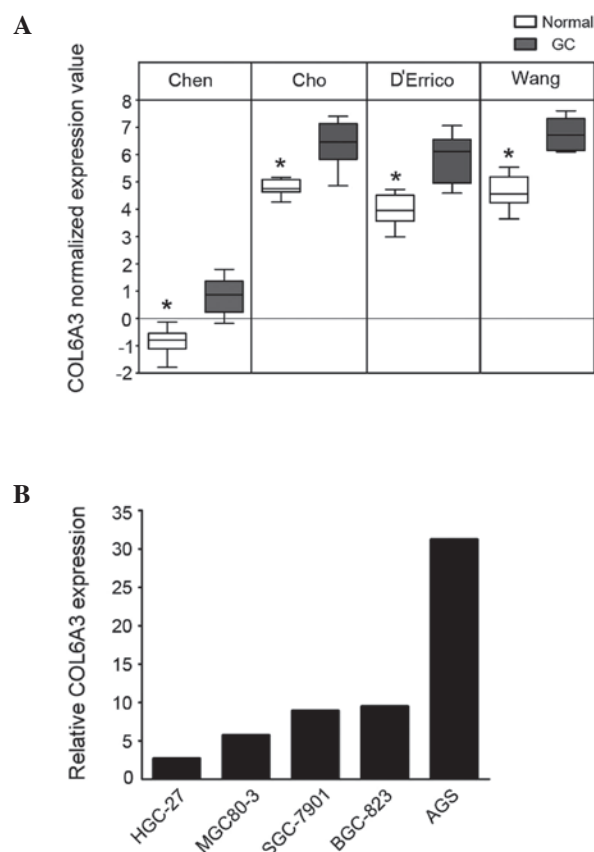 A
Normal
GC
Chen Cho D'Errico Wang
COL6A3 normalized expression value
8
7
6
5
4
3
2
1
0
-1
-2
* * * *
B
Relative COL6A3 expression
35
30
25
20
15
10
5
0
HGC-27 MGC80-3 SGC-7901 BGC-823 AGS